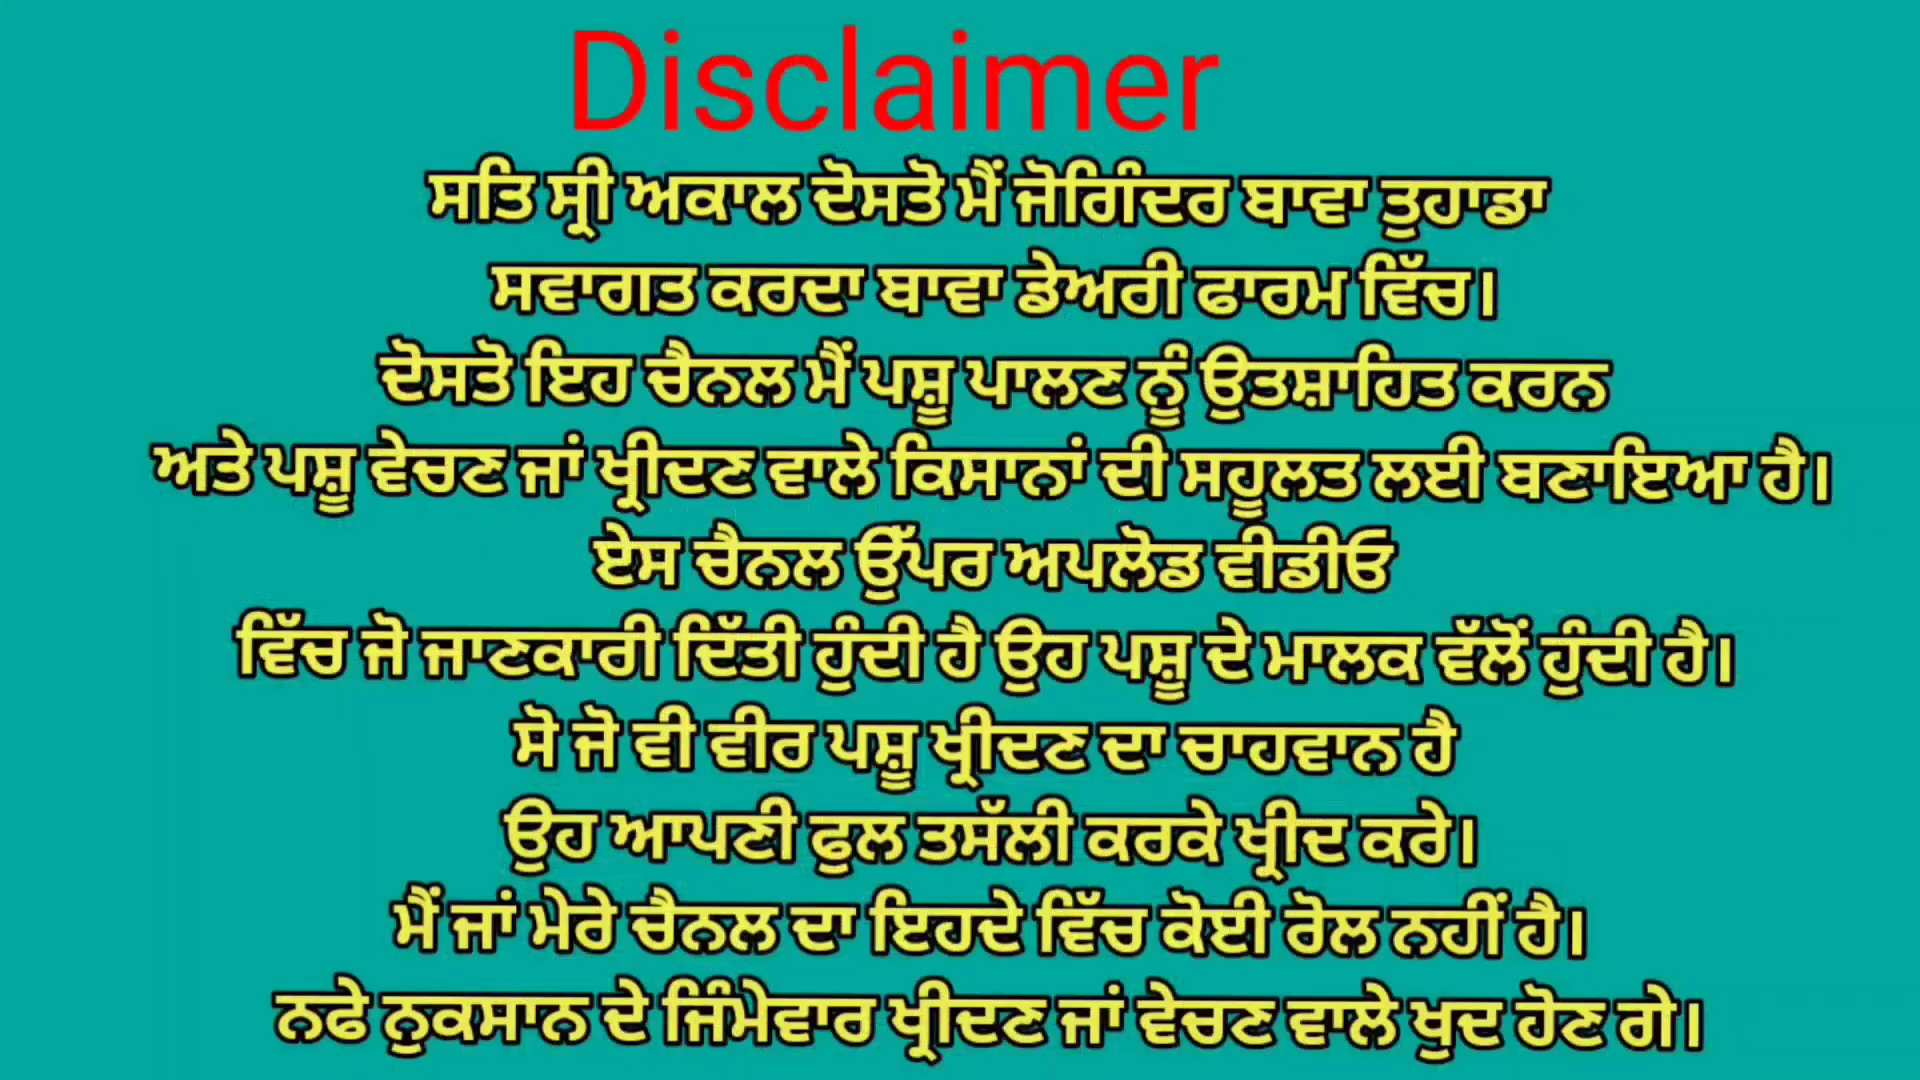 Disclaimer
ਸਤਿ ਸ੍ਰੀ ਅਕਾਲ ਦੋਸਤੋ ਮੈਂ ਜੋਗਿੰਦਰ ਬਾਵਾ ਤੁਹਾਡਾ
ਸਵਾਗਤ ਕਰਦਾ ਬਾਵਾ ਡੇਅਰੀ ਫਾਰਮ ਵਿੱਚ।
ਦੋਸਤੋ ਇਹ ਚੈਨਲ ਮੈਂ ਪਸ਼ੂ ਪਾਲਣ ਨੂੰ ਉਤਸ਼ਾਹਿਤ ਕਰਨ
ਅਤੇ ਪਸ਼ੂ ਵੇਚਣ ਜਾਂ ਖ੍ਰੀਦਣ ਵਾਲੇ ਕਿਸਾਨਾਂ ਦੀ ਸਹੂਲਤ ਲਈ ਬਣਾਇਆ ਹੈ।
ਏਸ ਚੈਨਲ ਉੱਪਰ ਅਪਲੋਡ ਵੀਡੀਓ
ਵਿੱਚ ਜੋ ਜਾਣਕਾਰੀ ਦਿੱਤੀ ਹੁੰਦੀ ਹੈ ਉਹ ਪਸ਼ੂ ਦੇ ਮਾਲਕ ਵੱਲੋਂ ਹੁੰਦੀ ਹੈ।
ਸੋ ਜੋ ਵੀ ਵੀਰ ਪਸ਼ੂ ਖ੍ਰੀਦਣ ਦਾ ਚਾਹਵਾਨ ਹੈ
ਉਹ ਆਪਣੀ ਫੁਲ ਤਸੱਲੀ ਕਰਕੇ ਖ੍ਰੀਦ ਕਰੇ।
ਮੈਂ ਜਾਂ ਮੇਰੇ ਚੈਨਲ ਦਾ ਇਹਦੇ ਵਿੱਚ ਕੋਈ ਰੋਲ ਨਹੀਂ ਹੈ।
ਨਫੇ ਨੁਕਸਾਨ ਦੇ ਜਿੰਮੇਵਾਰ ਖ੍ਰੀਦਣ ਜਾਂ ਵੇਚਣ ਵਾਲੇ ਖੁਦ ਹੋਣ ਗੇ।